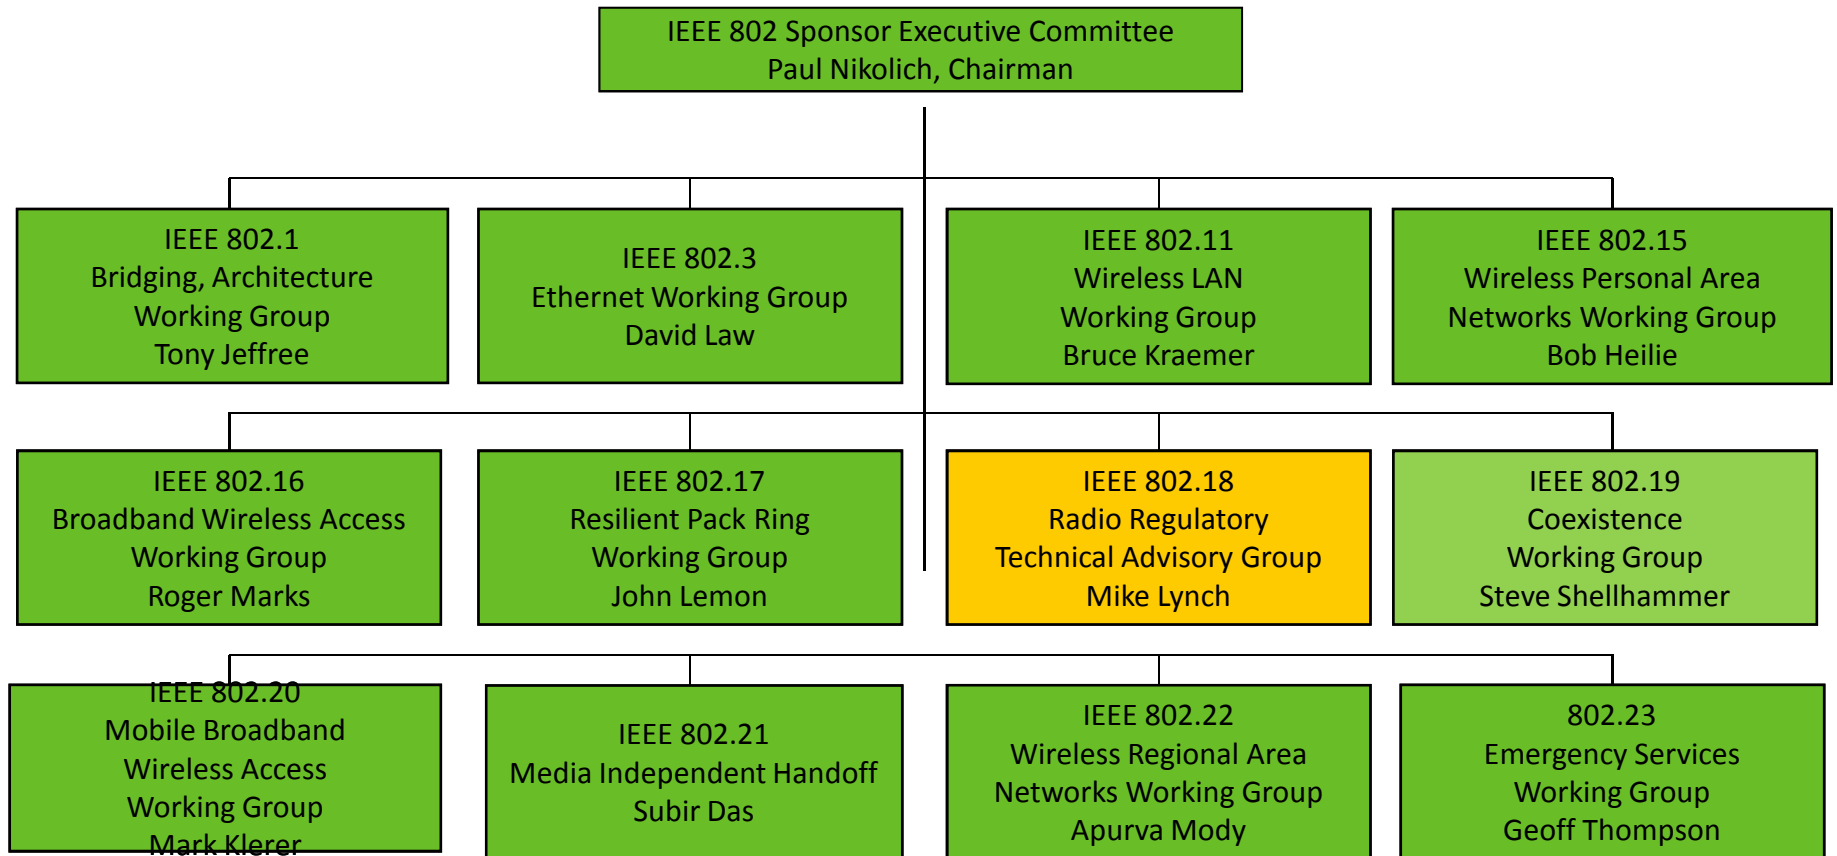 IEEE 802 Sponsor Executive Committee
Paul Nikolich, Chairman
IEEE 802.1
Bridging, Architecture
Working Group
Tony Jeffree
IEEE 802.3
Ethernet Working Group
David Law
IEEE 802.11
Wireless LAN
Working Group
Bruce Kraemer
IEEE 802.15
Wireless Personal Area
Networks Working Group
Bob Heilie
IEEE 802.16
Broadband Wireless Access
Working Group
Roger Marks
IEEE 802.17
Resilient Pack Ring
Working Group
John Lemon
IEEE 802.18
Radio Regulatory
Technical Advisory Group
Mike Lynch
IEEE 802.19
Coexistence
Working Group
Steve Shellhammer
IEEE 802.20
Mobile Broadband
Wireless Access
Working Group
Mark Klerer
IEEE 802.21
Media Independent Handoff
Subir Das
IEEE 802.22
Wireless Regional Area
Networks Working Group
Apurva Mody
802.23
Emergency Services
Working Group
Geoff Thompson